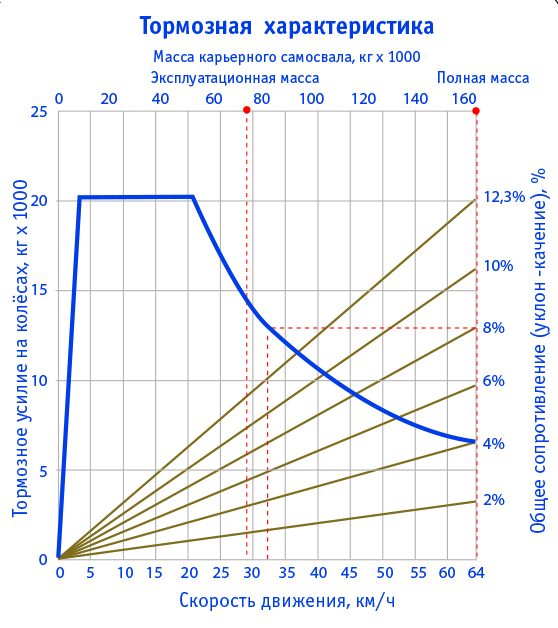 Тормозная характеристика
Масса карьерного самосвала, кг x 1000
Эксплуатационная масса Полная масса
0 20 40 60 80 100 120 140 160
Тормозное усилие на колёсах, кг x 1000
25
20
15
10
5
0
12,3%
10%
8%
6%
4%
2%
Общее сопротивление (уклон -качение), %
0 5 10 15 20 25 30 35 40 45 50 55 60 64
Скорость движения, км/ч